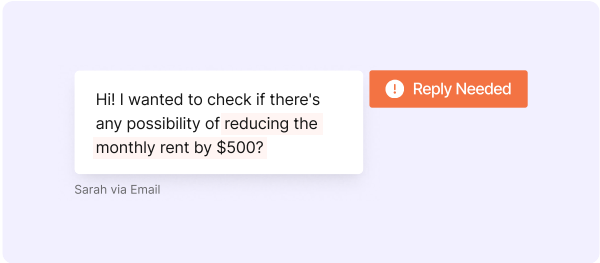 Hi! I wanted to check if there's
any possibility of reducing the
monthly rent by $500?
Reply Needed
Sarah via Email